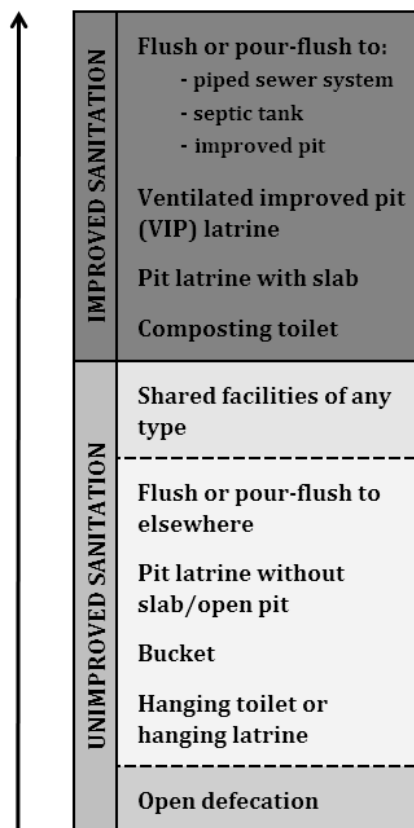 IMPROVED SANITATION
Flush or pour-flush to:
- piped sewer system
- septic tank
- improved pit
Ventilated improved pit
(VIP) latrine
Pit latrine with slab
Composting toilet
UNIMPROVED SANITATION
Shared facilities of any
type
Flush or pour-flush to
elsewhere
Pit latrine without
slab/open pit
Bucket
Hanging toilet or
hanging latrine
Open defecation